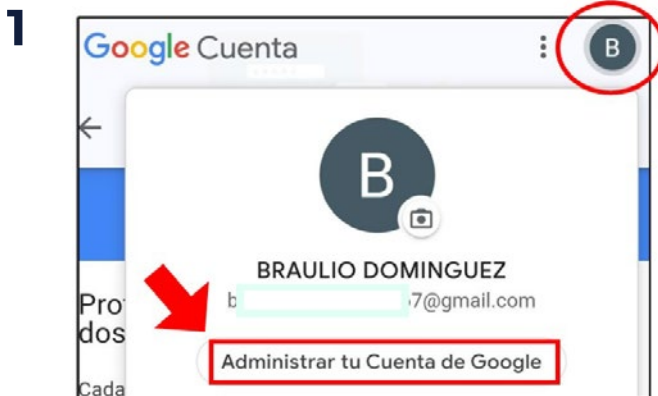 1
Google Cuenta
B
B
BRAULIO DOMINGUEZ
b 7@gmail.com
Pro
dos
Administrar tu Cuenta de Google
Cada